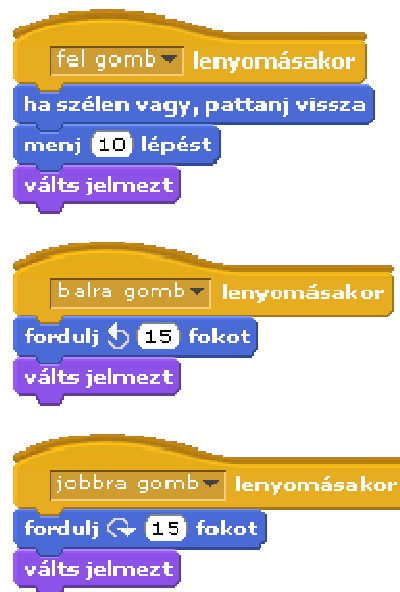 fel gomb lenyomásakor
ha szélen vagy, pattanj vissza
menj 10 lépést
válts jelmezt
balra gomb lenyomásakor
fordulj 15 fokot
válts jelmezt
jobbra gomb lenyomásakor
fordulj 15 fokot
válts jelmezt